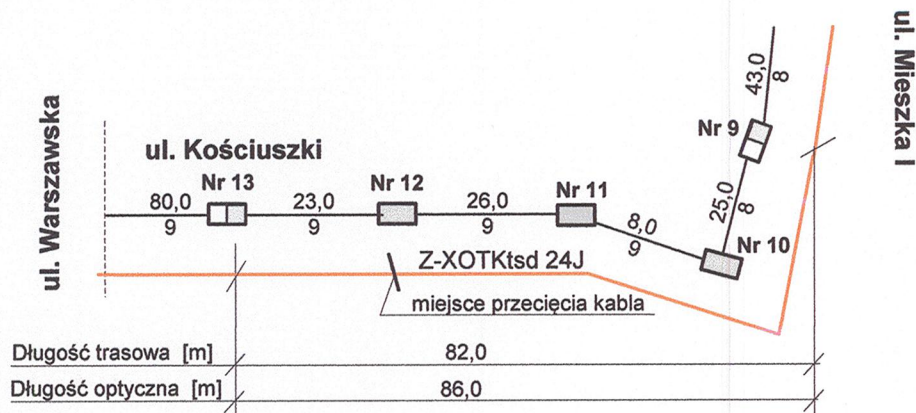 ul. Warszawska
ul. Kościuszki
ul. Mieszka I
Nr 13
Nr 12
Nr 11
Nr 10
Nr 9
80,0
9
23,0
9
26,0
9
8,0
9
25,0
8
43,0
8
Z-XOTKtsd 24J
miejsce przecięcia kabla
Długość trasowa [m] 82,0
Długość optyczna [m] 86,0